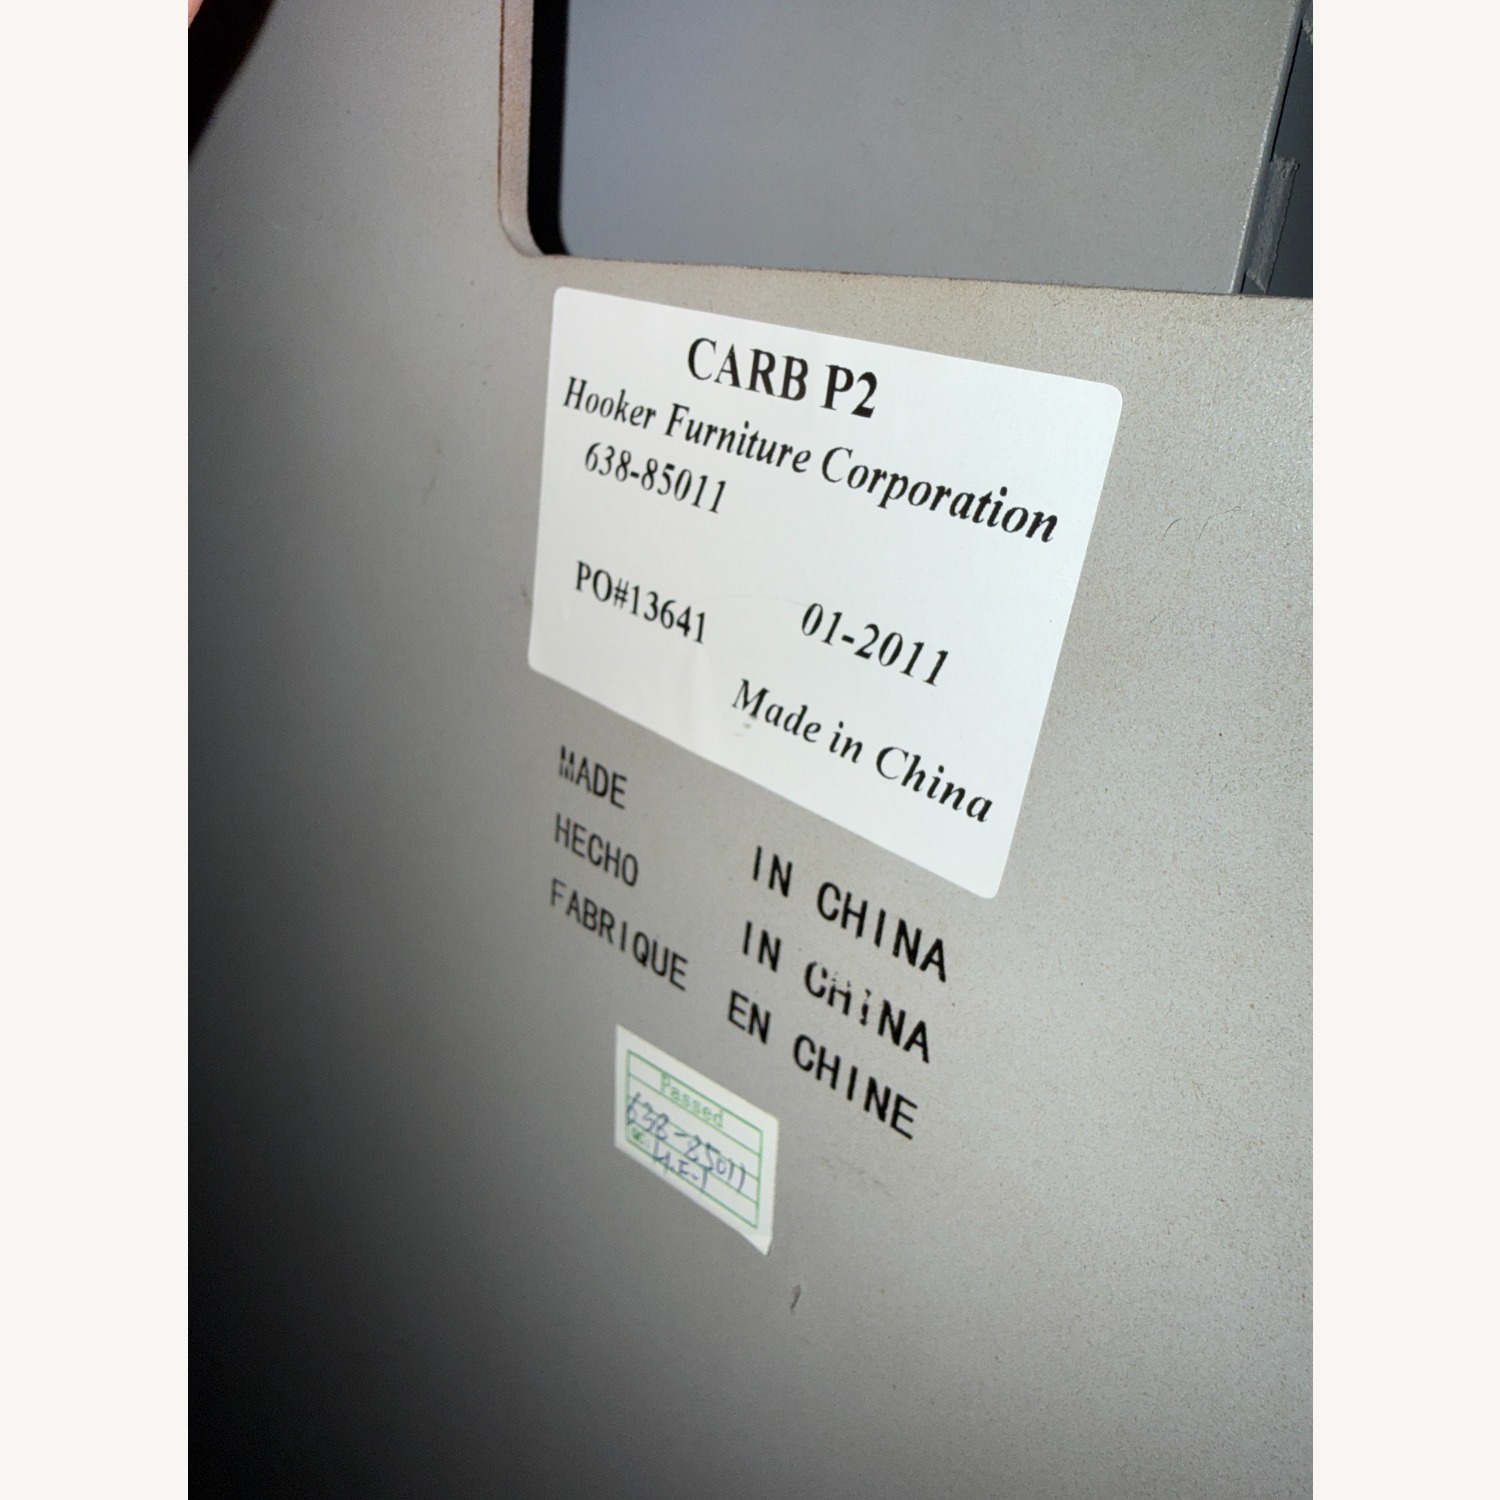 CARB P2
Hooker Furniture Corporation
638-85011
PO#13641 01-2011
Made in China
MADE IN CHINA
HECHO IN CHINA
FABRIQUE EN CHINE
Passed
638-85011